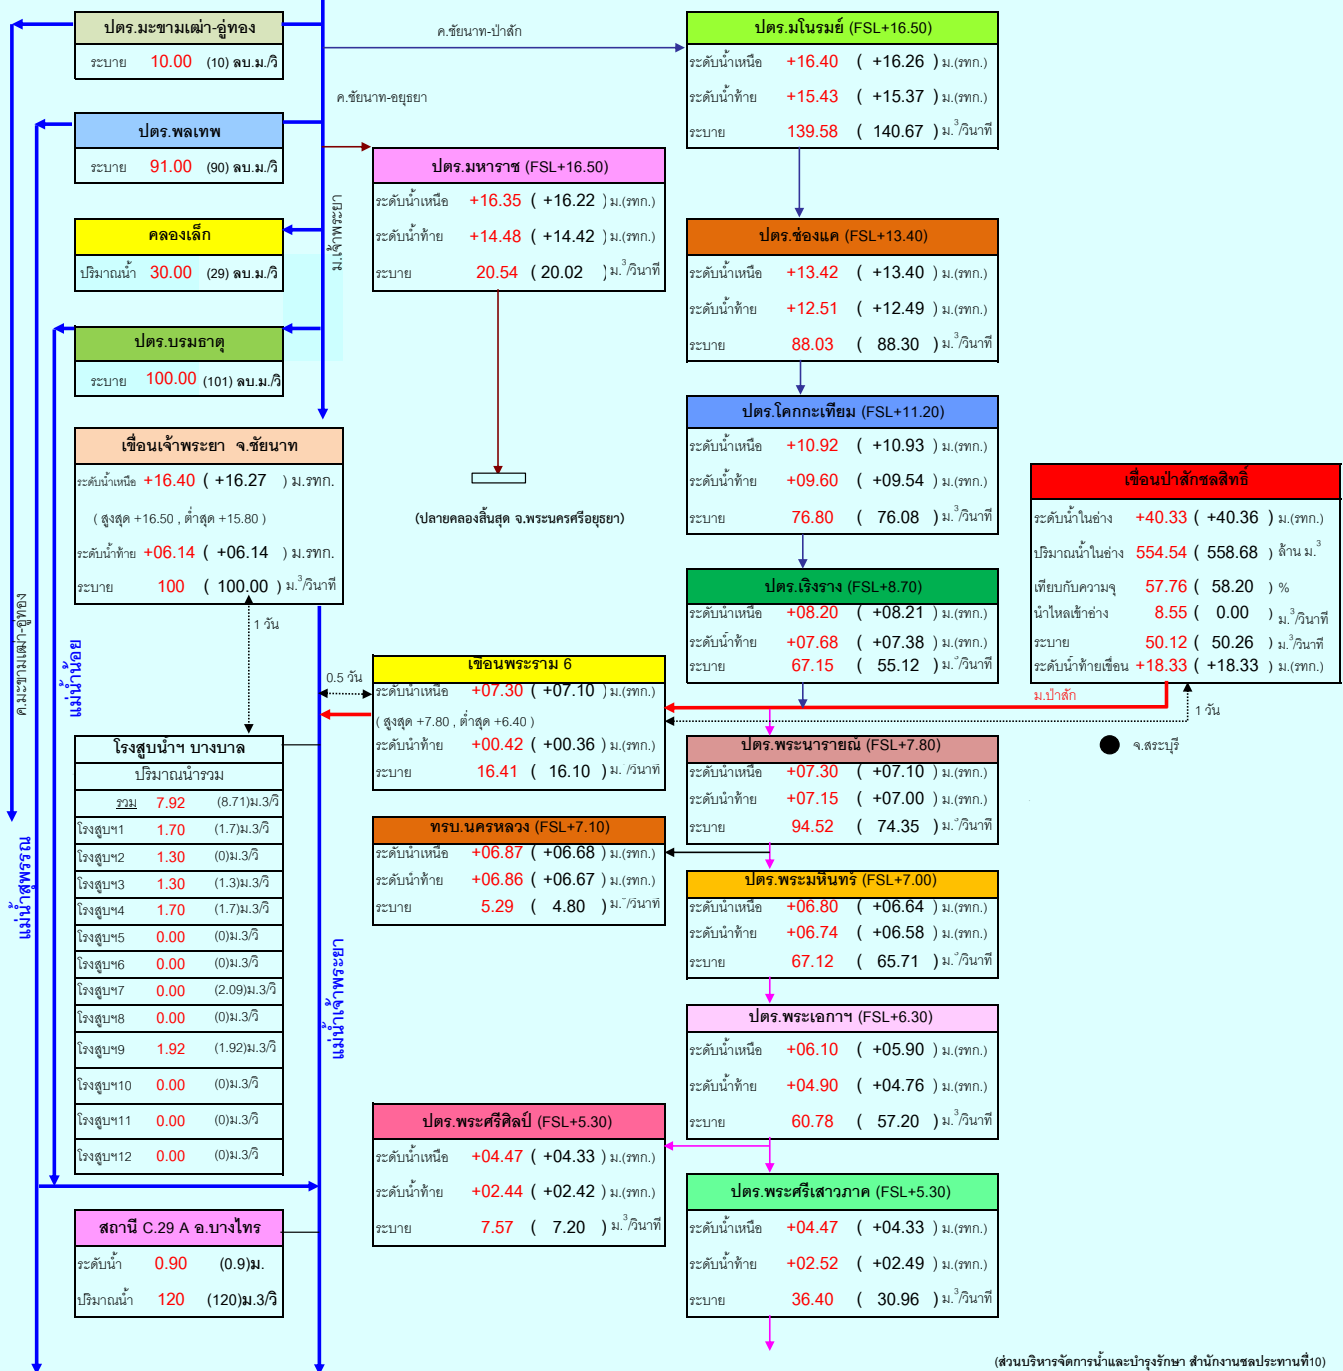 ปตร.มะขามเฒ่า-อู่ทอง
ระบาย 10.00 (10) ลบ.ม./วิ
ค.ชัยนาท-ป่าสัก
ปตร.มโนรมย์ (FSL+16.50)
ระดับน้ำเหนือ +16.40 ( +16.26 ) ม.(รทก.)
ระดับน้ำท้าย +15.43 ( +15.37 ) ม.(รทก.)
ระบาย 139.58 ( 140.67 ) ม.3/วินาที
ค.ชัยนาท-อยุธยา
ปตร.พลเทพ
ระบาย 91.00 (90) ลบ.ม./วิ
ปตร.มหาราช (FSL+16.50)
ระดับน้ำเหนือ +16.35 ( +16.22 ) ม.(รทก.)
ระดับน้ำท้าย +14.48 ( +14.42 ) ม.(รทก.)
ระบาย 20.54 ( 20.02 ) ม.3/วินาที
ม.เจ้าพระยา
คลองเล็ก
ปริมาณน้ำ 30.00 (29) ลบ.ม./วิ
ปตร.ช่องแค (FSL+13.40)
ระดับน้ำเหนือ +13.42 ( +13.40 ) ม.(รทก.)
ระดับน้ำท้าย +12.51 ( +12.49 ) ม.(รทก.)
ระบาย 88.03 ( 88.30 ) ม.3/วินาที
ปตร.บรมธาตุ
ระบาย 100.00 (101) ลบ.ม./วิ
ปตร.โคกกะเทียม (FSL+11.20)
ระดับน้ำเหนือ +10.92 ( +10.93 ) ม.(รทก.)
ระดับน้ำท้าย +09.60 ( +09.54 ) ม.(รทก.)
ระบาย 76.80 ( 76.08 ) ม.3/วินาที
เขื่อนเจ้าพระยา จ.ชัยนาท
ระดับน้ำเหนือ +16.40 ( +16.27 ) ม.รทก.
( สูงสุด +16.50 , ต่ำสุด +15.80 )
ระดับน้ำท้าย +06.14 ( +06.14 ) ม.รทก.
ระบาย 100 ( 100.00 ) ม.3/วินาที
(ปลายคลองสิ้นสุด จ.พระนครศรีอยุธยา)
เขื่อนป่าสักชลสิทธิ์
ระดับน้ำในอ่าง +40.33 ( +40.36 ) ม.(รทก.)
ปริมาณน้ำในอ่าง 554.54 ( 558.68 ) ล้าน ม.3
เทียบกับความจุ 57.76 ( 58.20 ) %
น้ำไหลเข้าอ่าง 8.55 ( 0.00 ) ม.3/วินาที
ระบาย 50.12 ( 50.26 ) ม.3/วินาที
ระดับน้ำท้ายเขื่อน +18.33 ( +18.33 ) ม.(รทก.)
ม.ป่าสัก
1 วัน
จ.สระบุรี
ปตร.เริงราง (FSL+8.70)
ระดับน้ำเหนือ +08.20 ( +08.21 ) ม.(รทก.)
ระดับน้ำท้าย +07.68 ( +07.38 ) ม.(รทก.)
ระบาย 67.15 ( 55.12 ) ม.3/วินาที
ค.มะขามเฒ่า-อู่ทอง
แม่น้ำน้อย
1 วัน
0.5 วัน
เขื่อนพระราม 6
ระดับน้ำเหนือ +07.30 ( +07.10 ) ม.(รทก.)
( สูงสุด +7.80 , ต่ำสุด +6.40 )
ระดับน้ำท้าย +00.42 ( +00.36 ) ม.(รทก.)
ระบาย 16.41 ( 16.10 ) ม.3/วินาที
ปตร.พระนารายณ์ (FSL+7.80)
ระดับน้ำเหนือ +07.30 ( +07.10 ) ม.(รทก.)
ระดับน้ำท้าย +07.15 ( +07.00 ) ม.(รทก.)
ระบาย 94.52 ( 74.35 ) ม.3/วินาที
โรงสูบน้ำฯ บางบาล
ปริมาณน้ำรวม
รวม 7.92 (8.71)ม.3/วิ
โรงสูบฯ1 1.70 (1.7)ม.3/วิ
โรงสูบฯ2 1.30 (0)ม.3/วิ
โรงสูบฯ3 1.30 (1.3)ม.3/วิ
โรงสูบฯ4 1.70 (1.7)ม.3/วิ
โรงสูบฯ5 0.00 (0)ม.3/วิ
โรงสูบฯ6 0.00 (0)ม.3/วิ
โรงสูบฯ7 0.00 (2.09)ม.3/วิ
โรงสูบฯ8 0.00 (0)ม.3/วิ
โรงสูบฯ9 1.92 (1.92)ม.3/วิ
โรงสูบฯ10 0.00 (0)ม.3/วิ
โรงสูบฯ11 0.00 (0)ม.3/วิ
โรงสูบฯ12 0.00 (0)ม.3/วิ
แม่น้ำสุพรรณ
แม่น้ำเจ้าพระยา
ทรบ.นครหลวง (FSL+7.10)
ระดับน้ำเหนือ +06.87 ( +06.68 ) ม.(รทก.)
ระดับน้ำท้าย +06.86 ( +06.67 ) ม.(รทก.)
ระบาย 5.29 ( 4.80 ) ม.3/วินาที
ปตร.พระมหินทร์ (FSL+7.00)
ระดับน้ำเหนือ +06.80 ( +06.64 ) ม.(รทก.)
ระดับน้ำท้าย +06.74 ( +06.58 ) ม.(รทก.)
ระบาย 67.12 ( 65.71 ) ม.3/วินาที
ปตร.พระเอกาฯ (FSL+6.30)
ระดับน้ำเหนือ +06.10 ( +05.90 ) ม.(รทก.)
ระดับน้ำท้าย +04.90 ( +04.76 ) ม.(รทก.)
ระบาย 60.78 ( 57.20 ) ม.3/วินาที
ปตร.พระศรีศิลป์ (FSL+5.30)
ระดับน้ำเหนือ +04.47 ( +04.33 ) ม.(รทก.)
ระดับน้ำท้าย +02.44 ( +02.42 ) ม.(รทก.)
ระบาย 7.57 ( 7.20 ) ม.3/วินาที
ปตร.พระศรีเสาวภาค (FSL+5.30)
ระดับน้ำเหนือ +04.47 ( +04.33 ) ม.(รทก.)
ระดับน้ำท้าย +02.52 ( +02.49 ) ม.(รทก.)
ระบาย 36.40 ( 30.96 ) ม.3/วินาที
สถานี C.29 A อ.บางไทร
ระดับน้ำ 0.90 (0.9)ม.
ปริมาณน้ำ 120 (120)ม.3/วิ
(ส่วนบริหารจัดการน้ำและบำรุงรักษา สำนักงานชลประทานที่10)